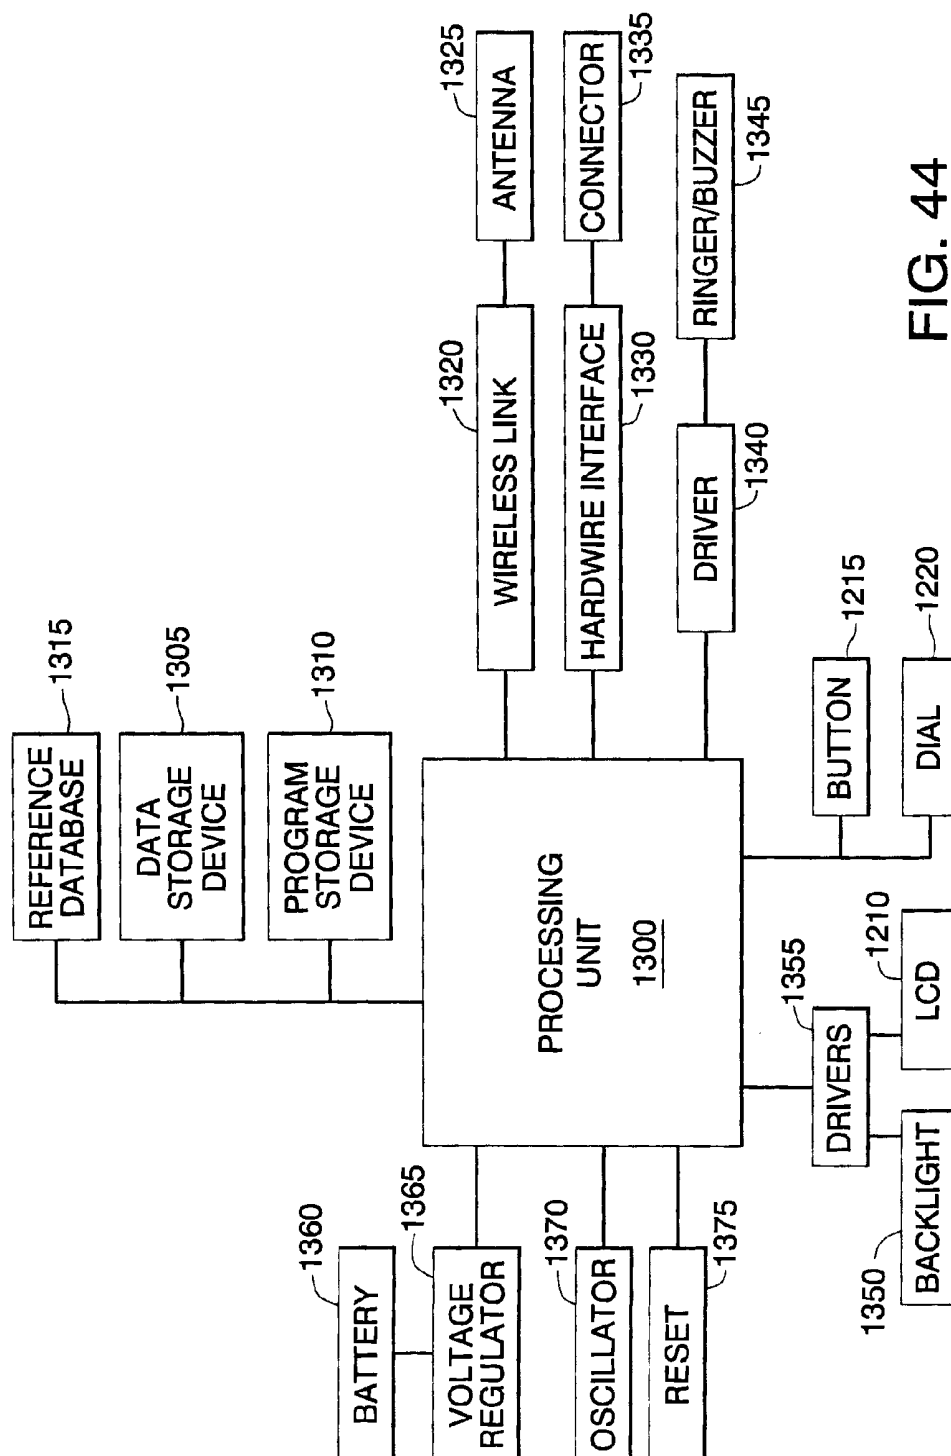 REFERENCE
DATABASE
1315
DATA
STORAGE
DEVICE
1305
PROGRAM
STORAGE
DEVICE
1310
1360
BATTERY
1365
VOLTAGE
REGULATOR
1370
OSCILLATOR
1375
RESET
PROCESSING
UNIT
1300
1320
WIRELESS LINK
1325
ANTENNA
HARDWIRE INTERFACE
1330
CONNECTOR
1335
DRIVER
1340
RINGER/BUZZER
1345
1355
DRIVERS
1350
BACKLIGHT
1210
LCD
BUTTON
1215
DIAL
1220
FIG. 44